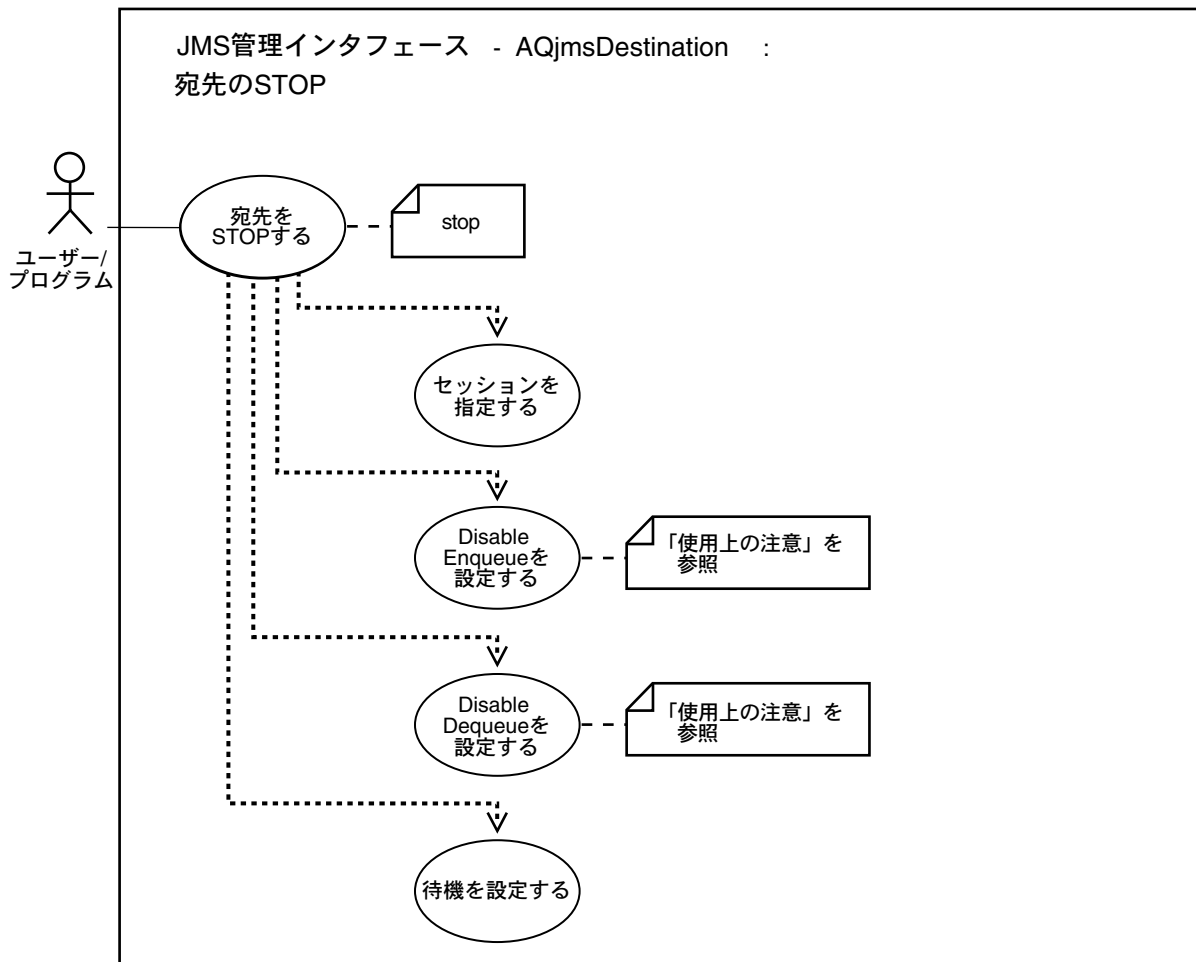 JMS管理インタフェース - AQjmsDestination :
宛先のSTOP
ユーザー/
プログラム
宛先を
STOPする
stop
セッションを
指定する
Disable
Enqueueを
設定する
「使用上の注意」を
参照
Disable
Dequeueを
設定する
「使用上の注意」を
参照
待機を設定する